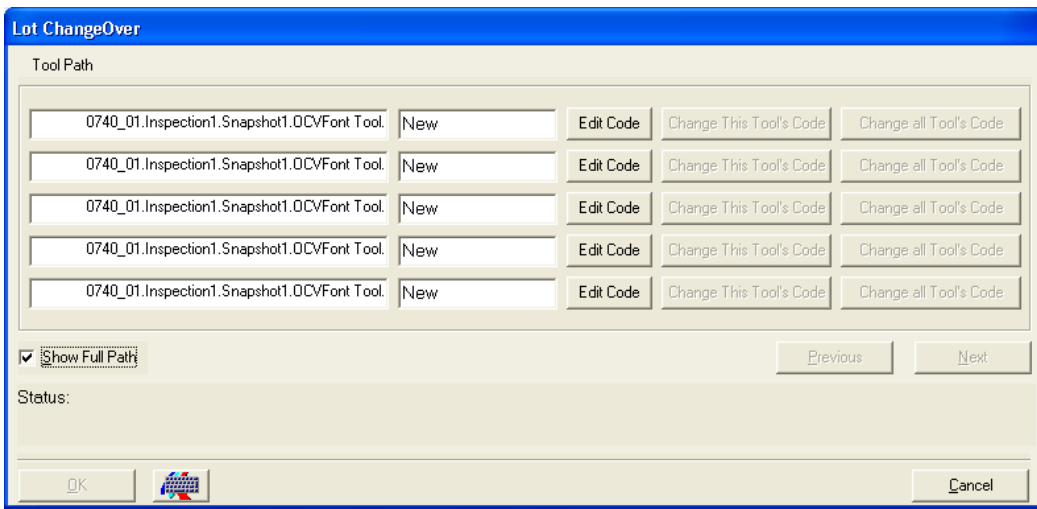 Lot ChangeOver
Tool Path
0740_01.Inspection1.Snapshot1.OCVFont Tool. New Edit Code Change This Tool's Code Change all Tool's Code
0740_01.Inspection1.Snapshot1.OCVFont Tool. New Edit Code Change This Tool's Code Change all Tool's Code
0740_01.Inspection1.Snapshot1.OCVFont Tool. New Edit Code Change This Tool's Code Change all Tool's Code
0740_01.Inspection1.Snapshot1.OCVFont Tool. New Edit Code Change This Tool's Code Change all Tool's Code
0740_01.Inspection1.Snapshot1.OCVFont Tool. New Edit Code Change This Tool's Code Change all Tool's Code
Show Full Path Previous Next
Status:
OK Cancel